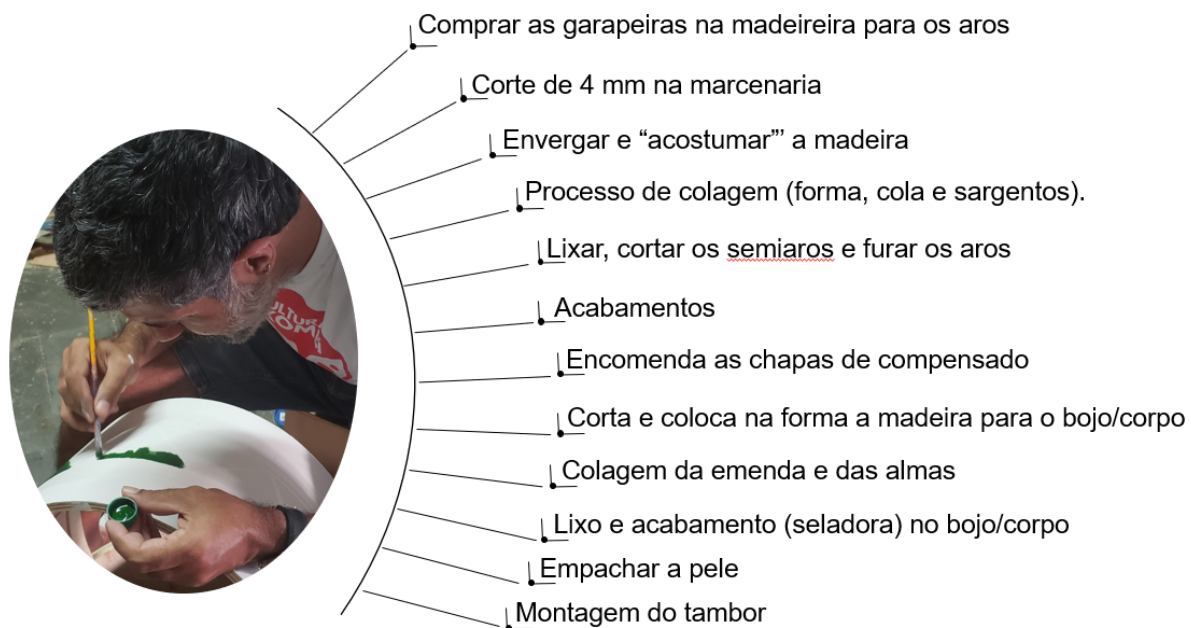 Comprar as garapeiras na madeireira para os aros
Corte de 4 mm na marcenaria
Envergar e “acostumar”’ a madeira
Processo de colagem (forma, cola e sargentos).
Lixar, cortar os semiaros e furar os aros
Acabamentos
Encomenda as chapas de compensado
Corta e coloca na forma a madeira para o bojo/corpo
Colagem da emenda e das almas
Lixo e acabamento (seladora) no bojo/corpo
Empachar a pele
Montagem do tambor